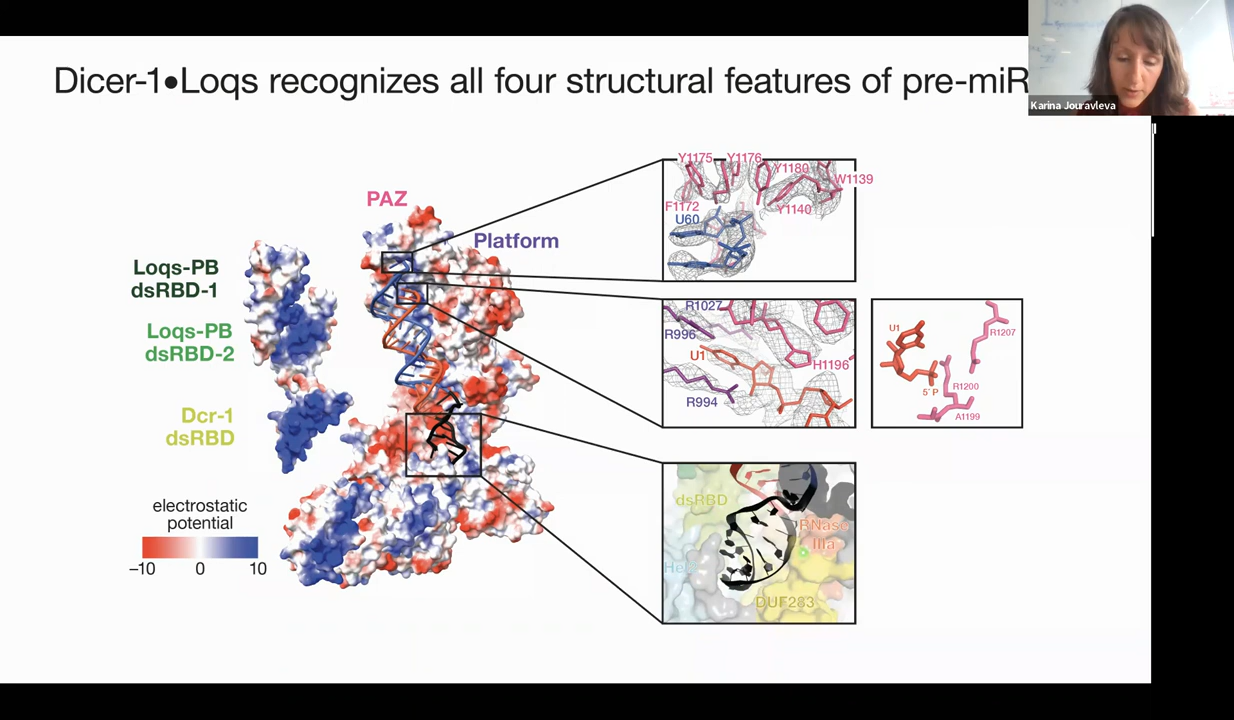 Dicer-1•Loqs recognizes all four structural features of pre-miR
Karina Jouravleva
PAZ
Platform
Loqs-PB
dsRBD-1
Loqs-PB
dsRBD-2
Dcr-1
dsRBD
electrostatic
potential
−10 0 10
Y1175 Y1176
Y1180
W1139
F1172
Y1140
U60
R1027
R996
U1
H1196
R994
U1
R1207
5' P
R1200
A1199
dsRBD
RNase
IIIa
DUF283